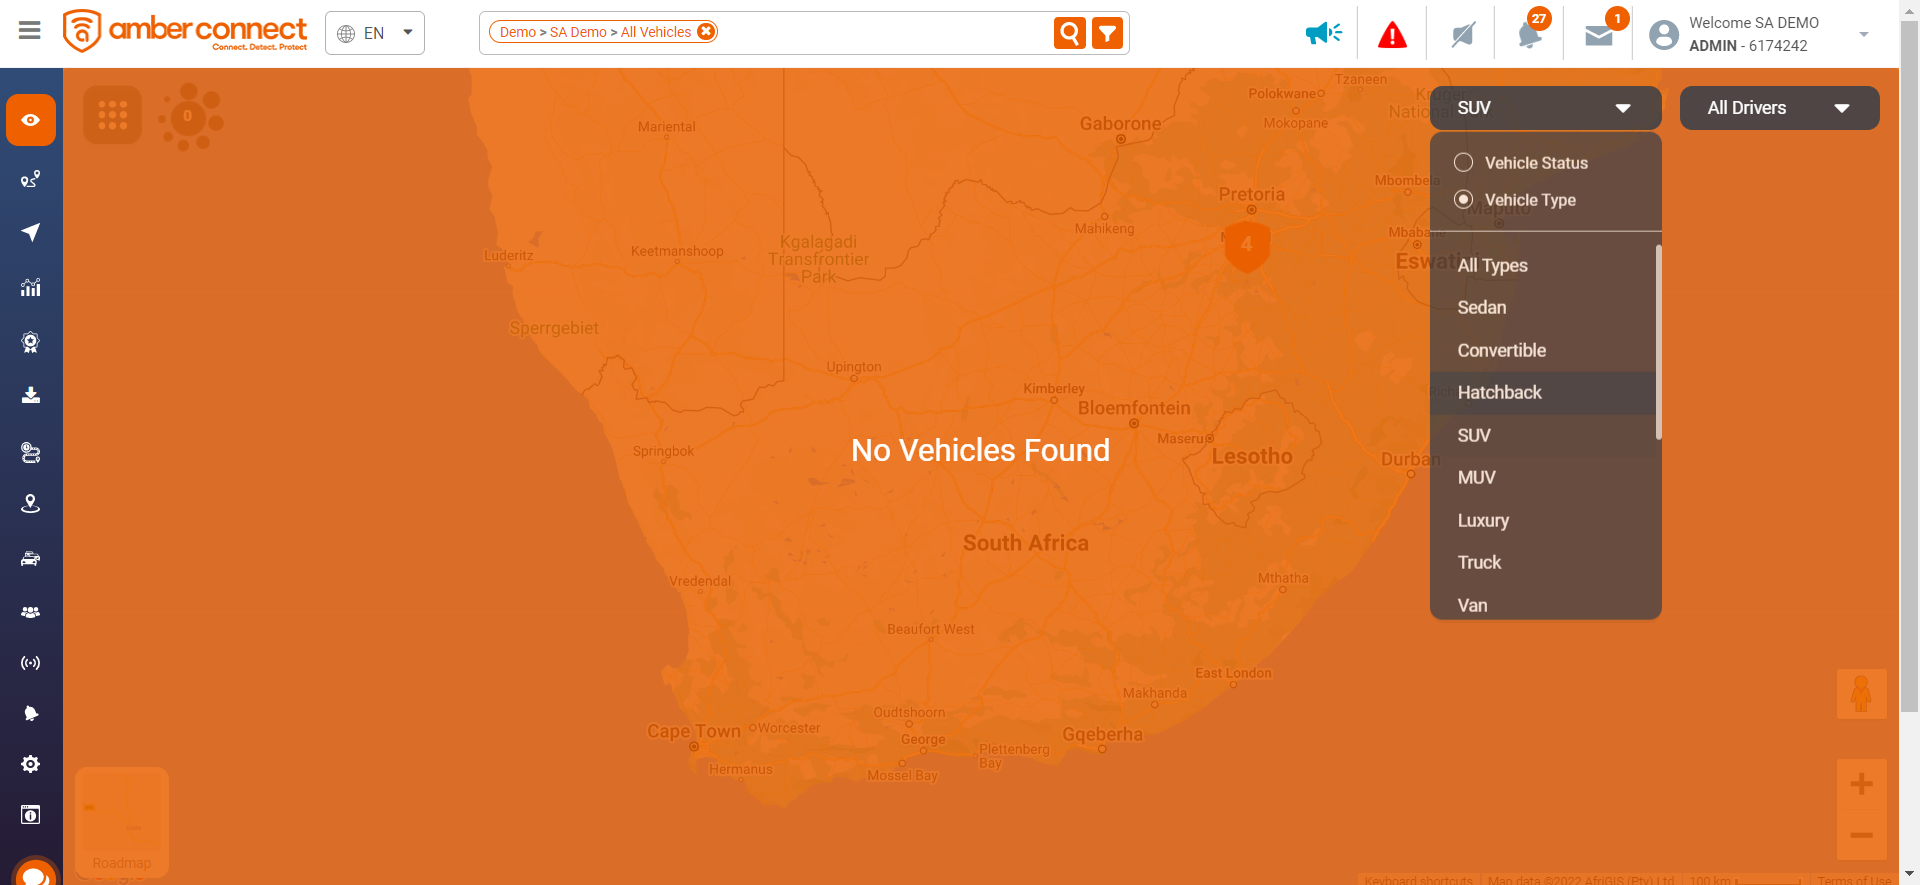 amber connect
Connect. Detect. Protect
EN
Demo > SA Demo > All Vehicles
27
1
Welcome SA DEMO
ADMIN - 6174242
0
SUV
All Drivers
Vehicle Status
Vehicle Type
All Types
Sedan
Convertible
Hatchback
SUV
MUV
Luxury
Truck
Van
No Vehicles Found
Tzaneen
Polokwane
Kruger
National
Mokopane
Gaborone
Mariental
Mbombela
Pretoria
Maputo
Mahikeng
Mbabane
4
Kgalagadi
Transfrontier
Park
Keetmanshoop
Luderitz
Eswati
Sperrgebiet
Upington
Kimberley
Bloemfontein
Maseru
Lesotho
Durban
Springbok
South Africa
Vredendal
Mthatha
Beaufort West
East London
Makhanda
Oudtshoorn
Cape Town
Worcester
George
Plettenberg
Bay
Gqeberha
Hermanus
Mossel Bay
Roadmap
Keyboard shortcuts
Map data ©2022 AfriGIS (Pty) Ltd
100 km
Terms of Use